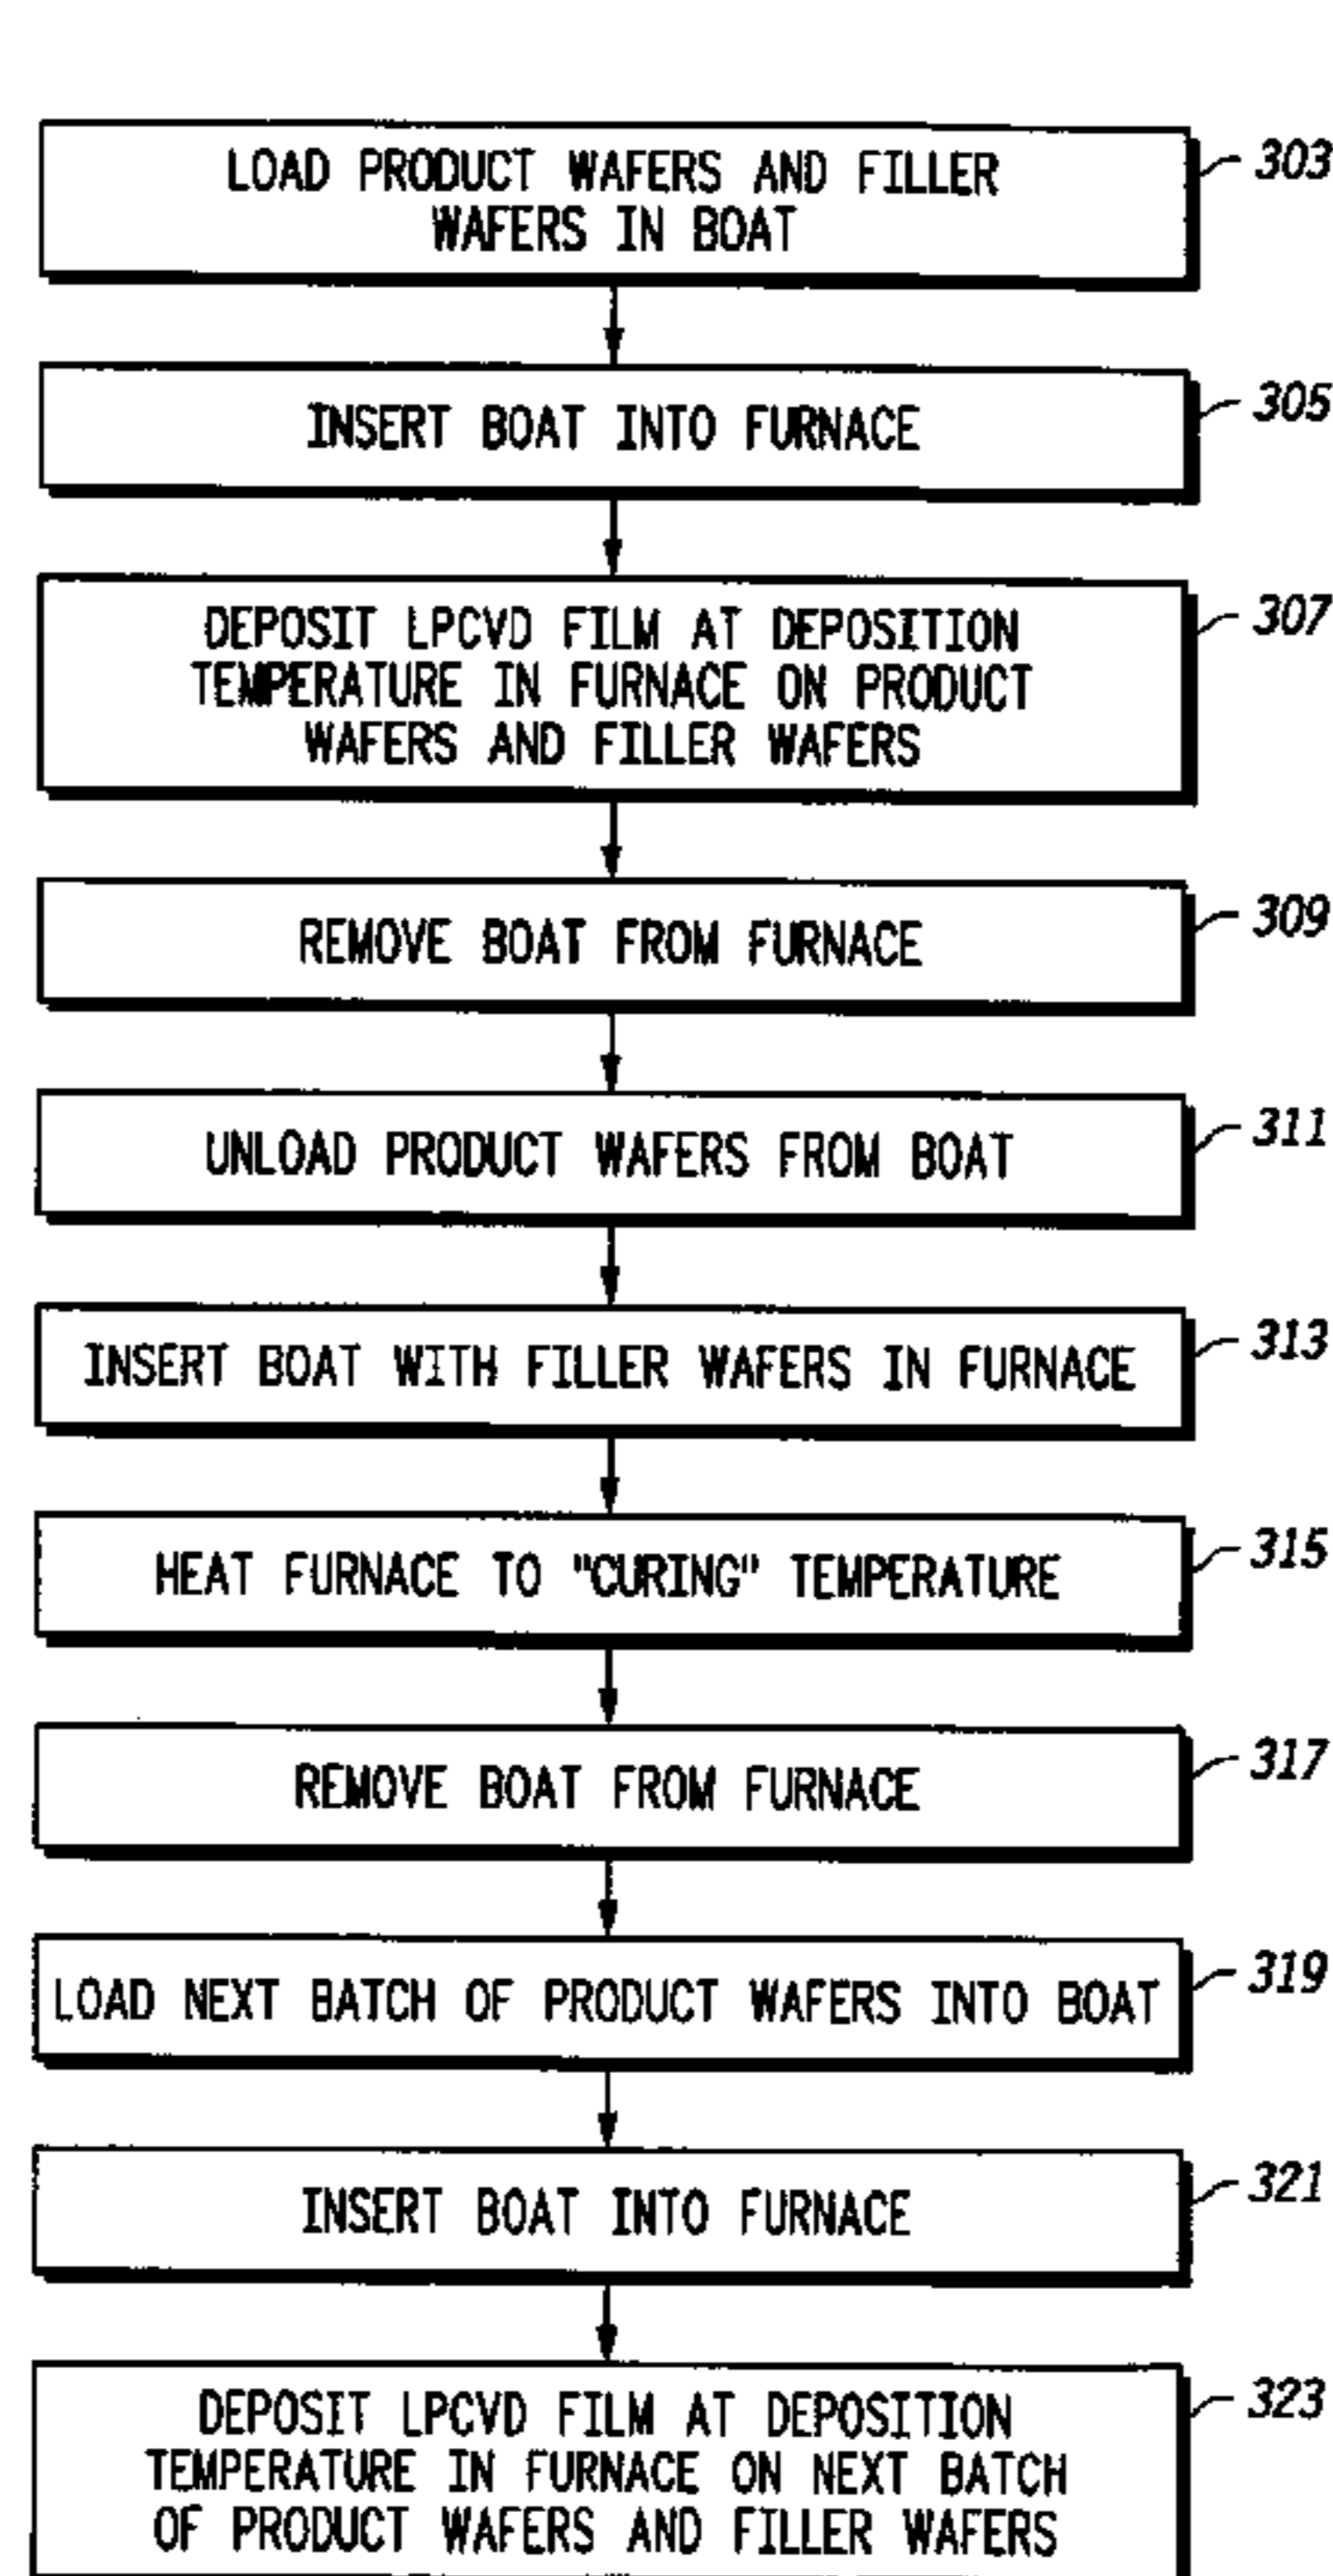 LOAD PRODUCT WAFERS AND FILLER
WAFERS IN BOAT
303
INSERT BOAT INTO FURNACE
305
DEPOSIT LPCVD FILM AT DEPOSITION
TEMPERATURE IN FURNACE ON PRODUCT
WAFERS AND FILLER WAFERS
307
REMOVE BOAT FROM FURNACE
309
UNLOAD PRODUCT WAFERS FROM BOAT
311
INSERT BOAT WITH FILLER WAFERS IN FURNACE
313
HEAT FURNACE TO "CURING" TEMPERATURE
315
REMOVE BOAT FROM FURNACE
317
LOAD NEXT BATCH OF PRODUCT WAFERS INTO BOAT
319
INSERT BOAT INTO FURNACE
321
DEPOSIT LPCVD FILM AT DEPOSITION
TEMPERATURE IN FURNACE ON NEXT BATCH
OF PRODUCT WAFERS AND FILLER WAFERS
323